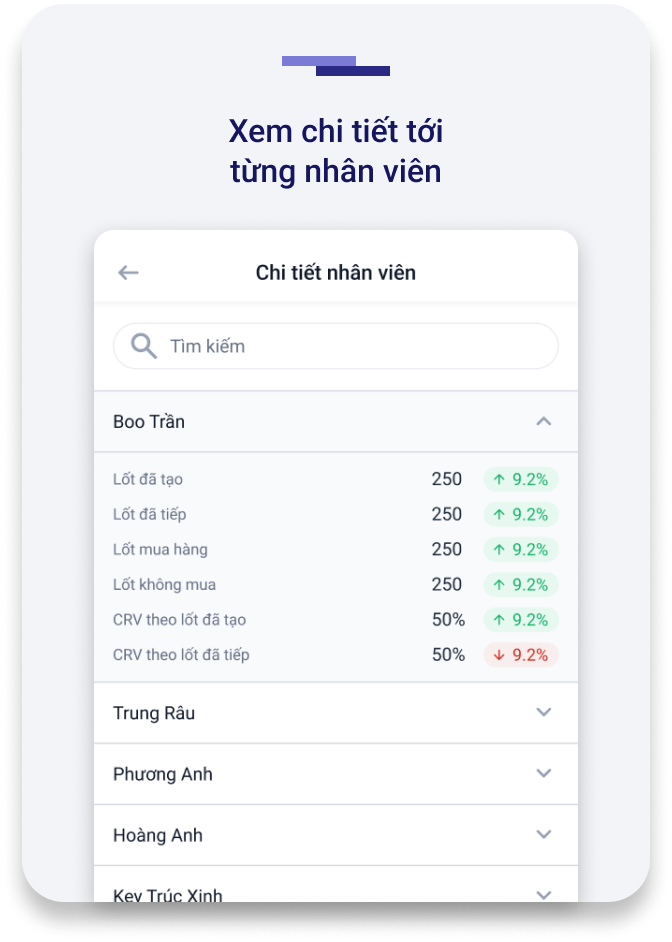 Xem chi tiết tới
từng nhân viên
Chi tiết nhân viên
Tìm kiếm
Boo Trần
Lốt đã tạo 250 ↑ 9.2%
Lốt đã tiếp 250 ↑ 9.2%
Lốt mua hàng 250 ↑ 9.2%
Lốt không mua 250 ↑ 9.2%
CRV theo lốt đã tạo 50% ↑ 9.2%
CRV theo lốt đã tiếp 50% ↓ 9.2%
Trung Râu
Phương Anh
Hoàng Anh
Key Trúc Xinh